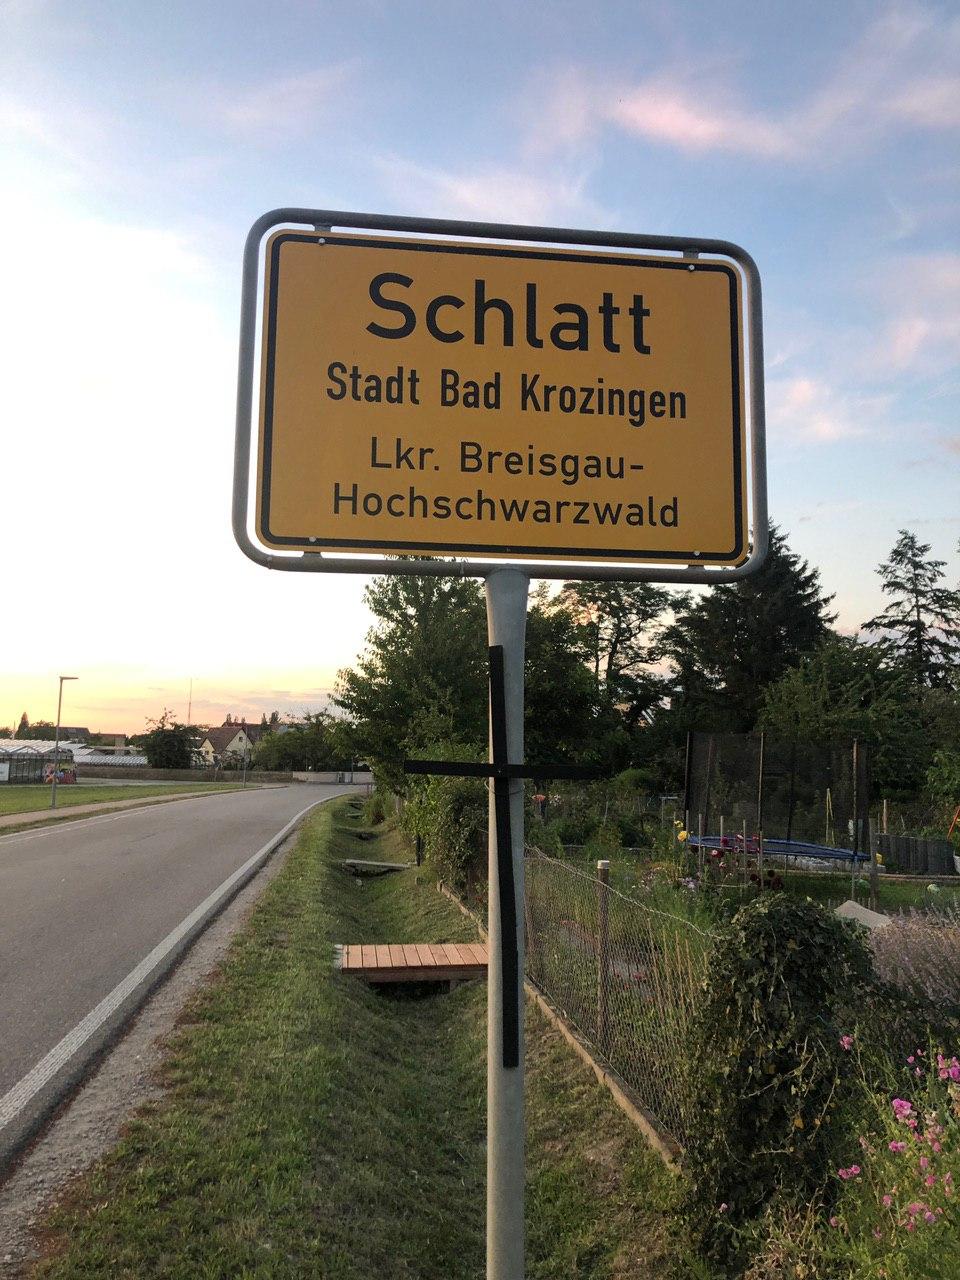 Schlatt
Stadt Bad Krozingen
Lkr. Breisgau-
Hochschwarzwald